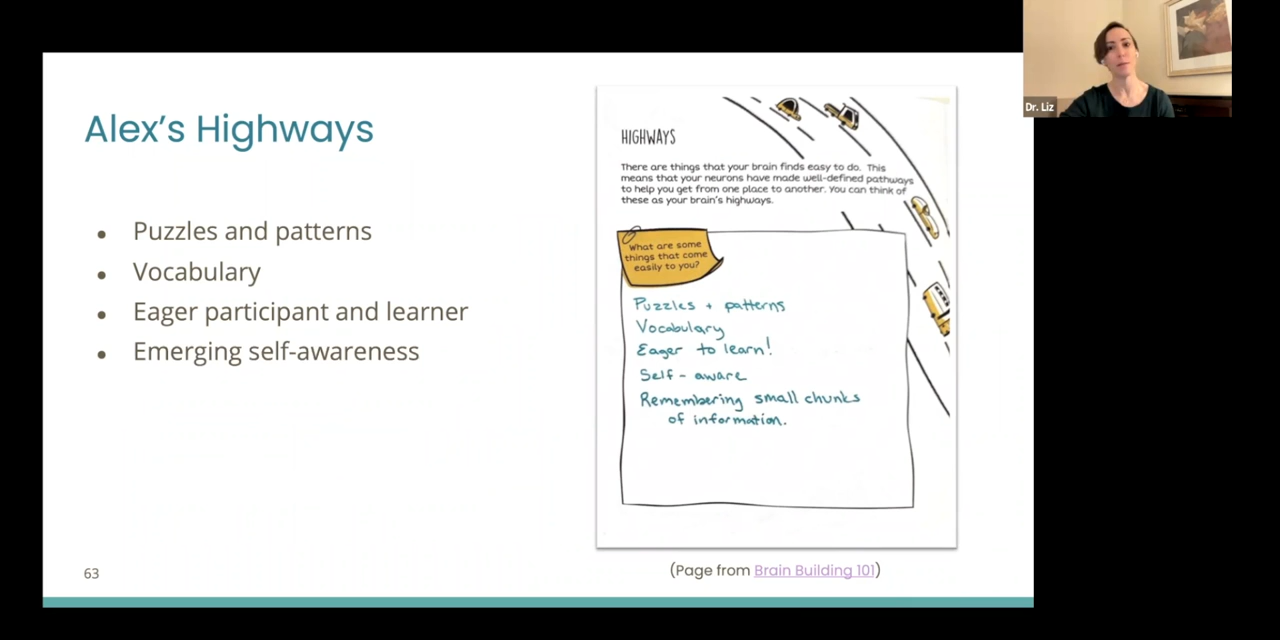 Dr. Liz
Alex's Highways
• Puzzles and patterns
• Vocabulary
• Eager participant and learner
• Emerging self-awareness
63
HIGHWAYS
There are things that your brain finds easy to do. This
means that your neurons have made well-defined pathways
to help you get from one place to another. You can think of
these as your brain's highways.
What are some
things that come
easily to you?
Puzzles + patterns
Vocabulary
Eager to learn!
Self-aware
Remembering small chunks
of information.
(Page from Brain Building 101)